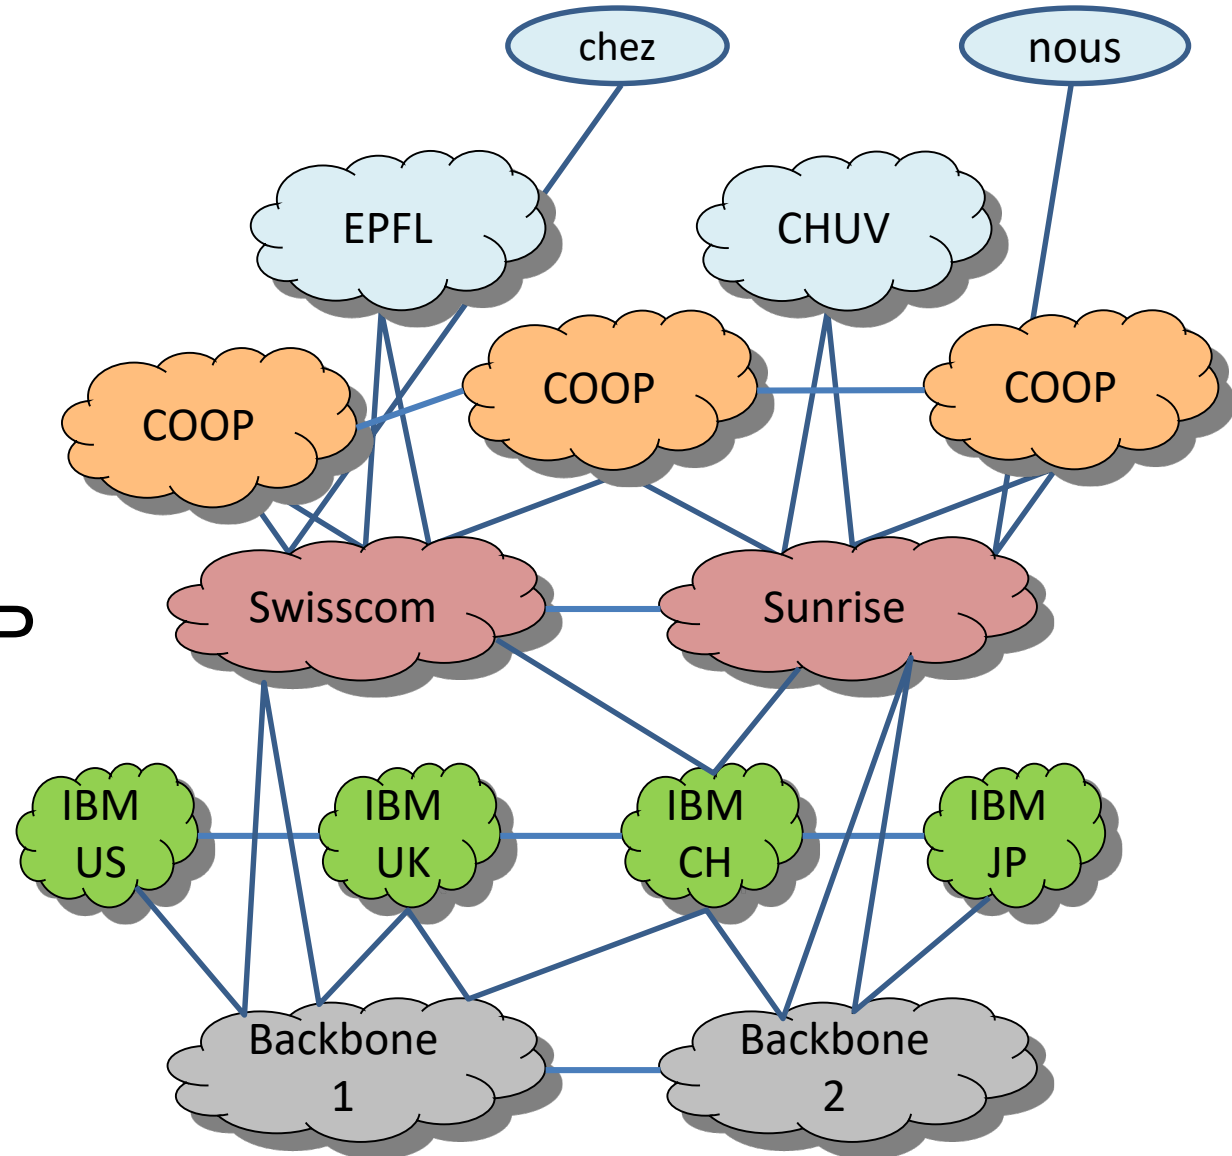 chez
nous
EPFL
CHUV
COOP
COOP
COOP
Swisscom
Sunrise
IBM
US
IBM
UK
IBM
CH
IBM
JP
Backbone
1
Backbone
2